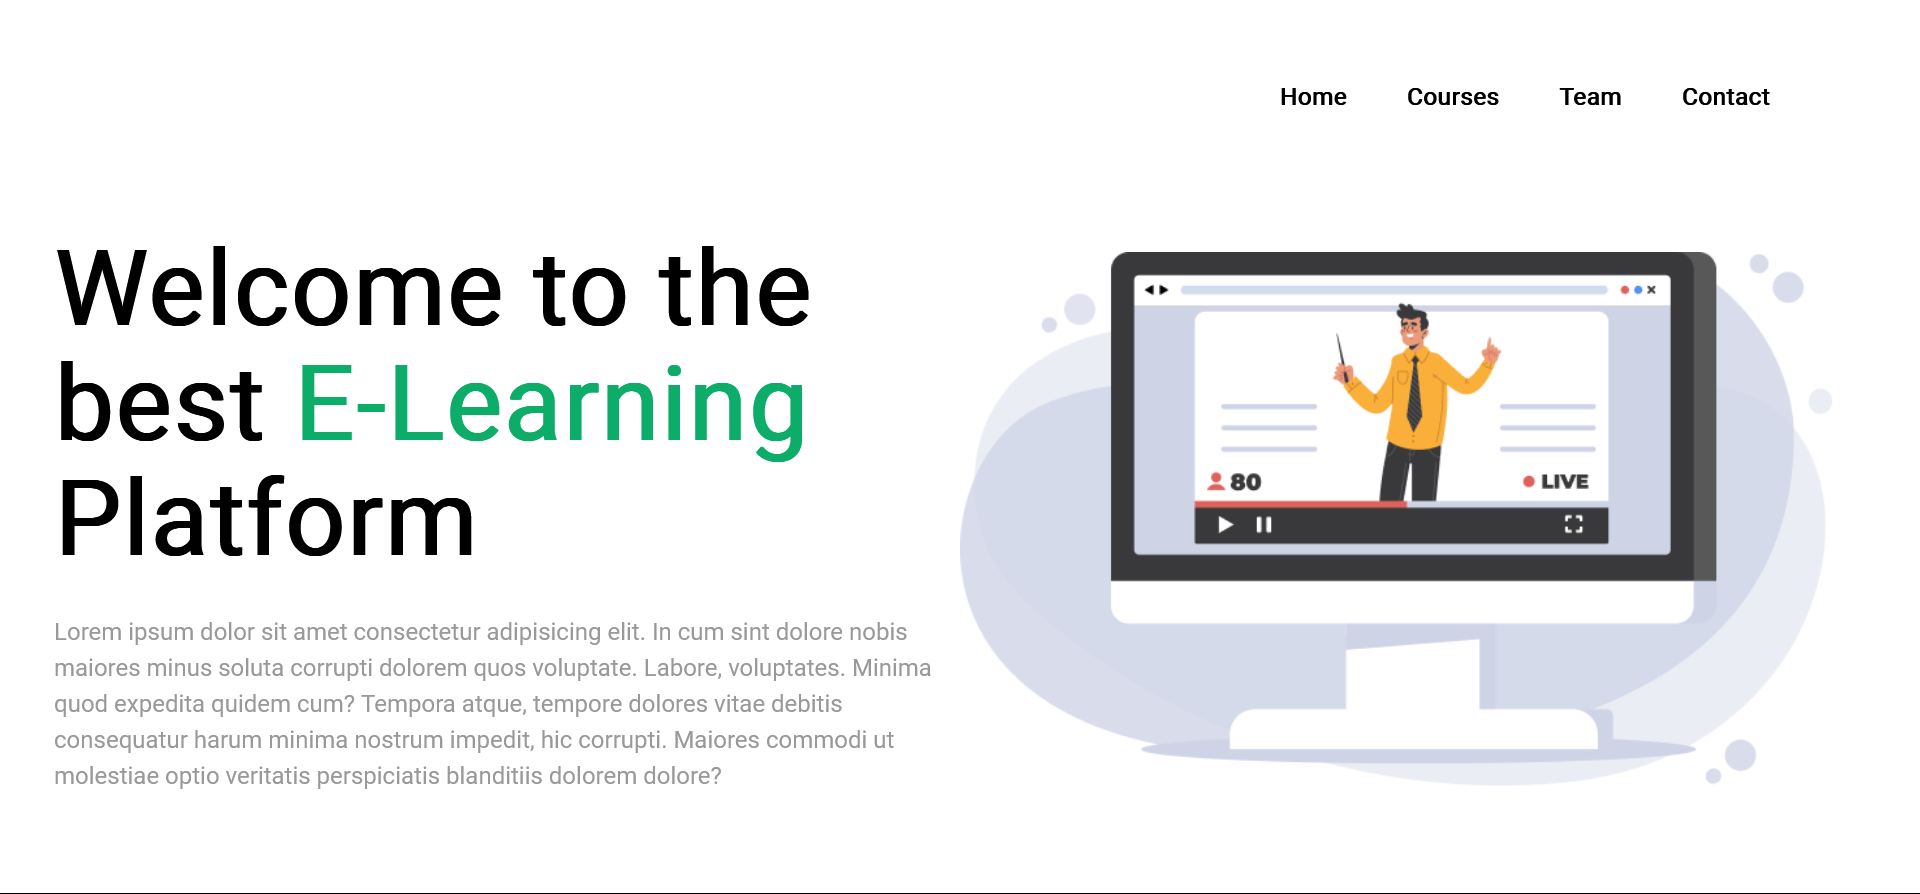 Home Courses Team Contact
Welcome to the
best E-Learning
Platform
Lorem ipsum dolor sit amet consectetur adipisicing elit. In cum sint dolore nobis
maiores minus soluta corrupti dolorem quos voluptate. Labore, voluptates. Minima
quod expedita quidem cum? Tempora atque, tempore dolores vitae debitis
consequatur harum minima nostrum impedit, hic corrupti. Maiores commodi ut
molestiae optio veritatis perspiciatis blanditiis dolorem dolore?
80
LIVE